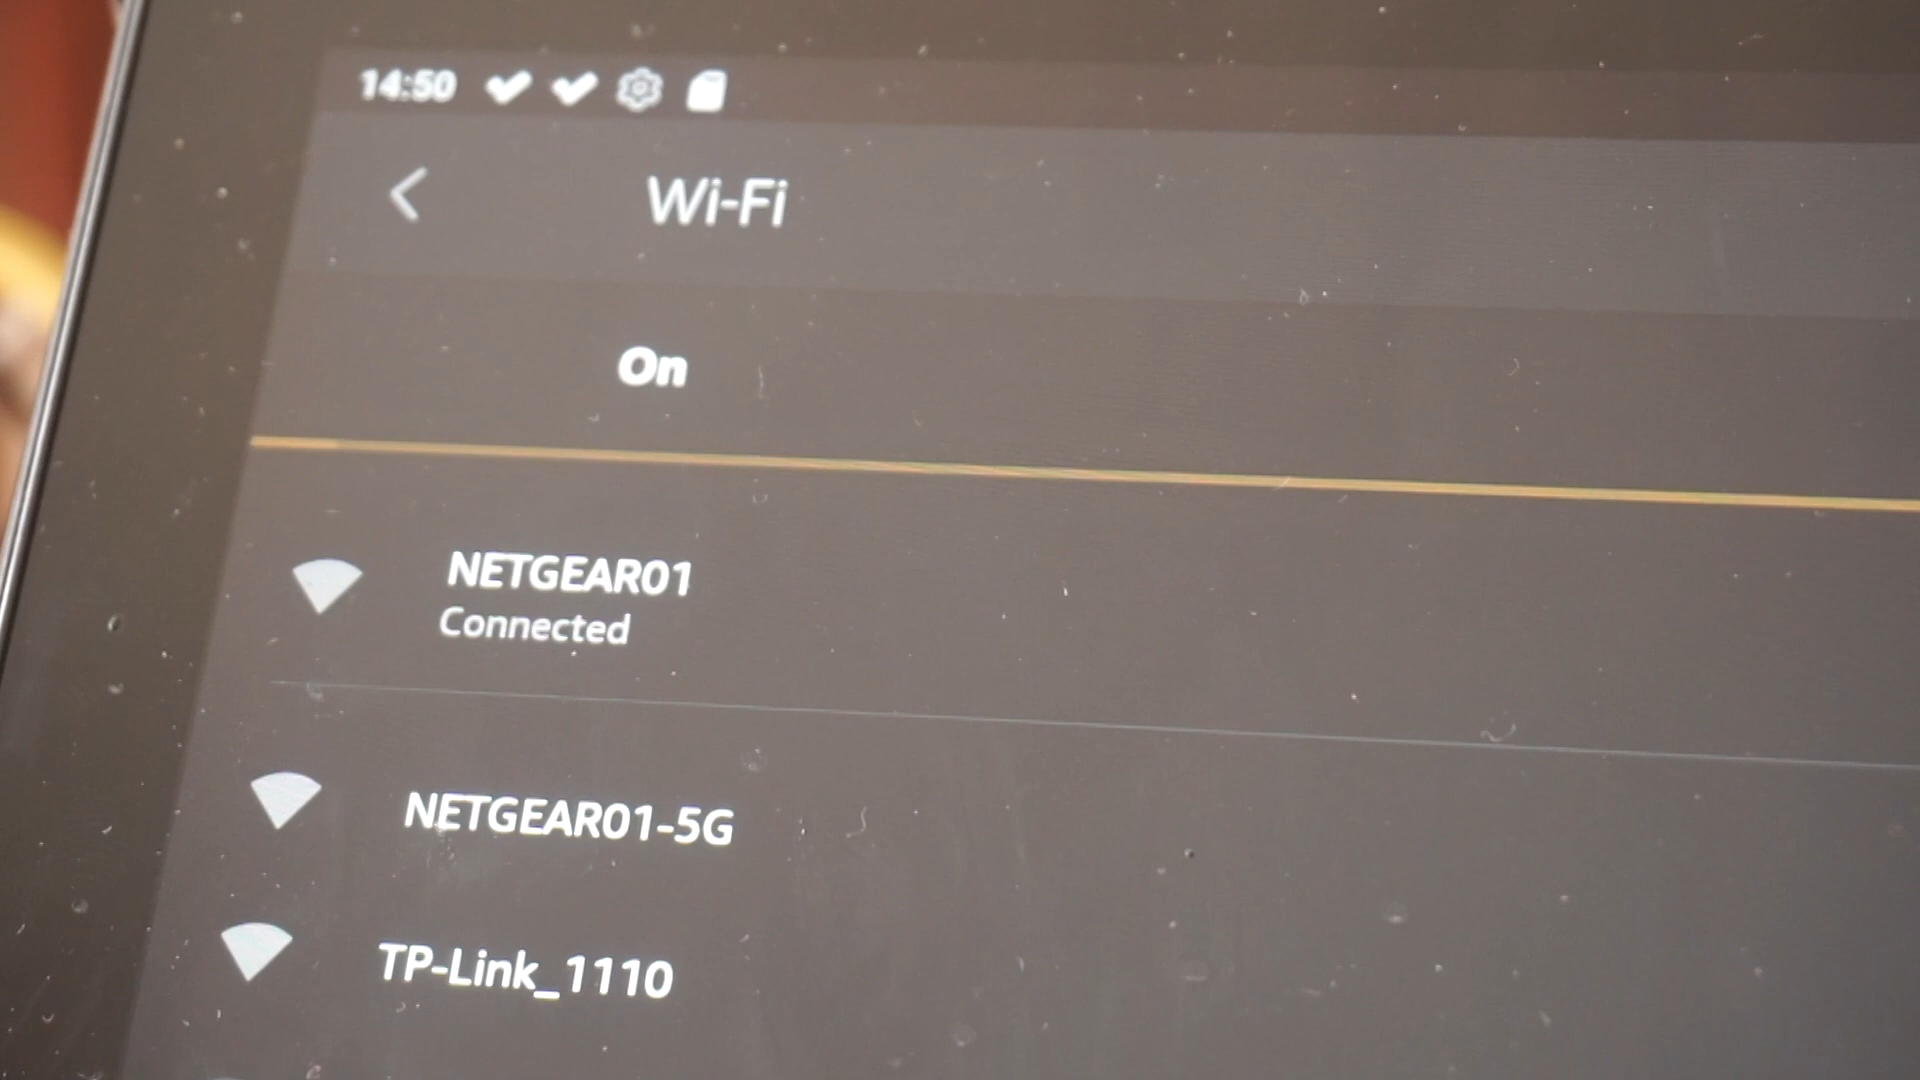 14:50
Wi-Fi
On
NETGEAR01
Connected
NETGEAR01-5G
TP-Link_1110